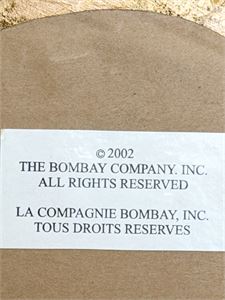 © 2002
THE BOMBAY COMPANY. INC.
ALL RIGHTS RESERVED
LA COMPAGNIE BOMBAY, INC.
TOUS DROITS RESERVES